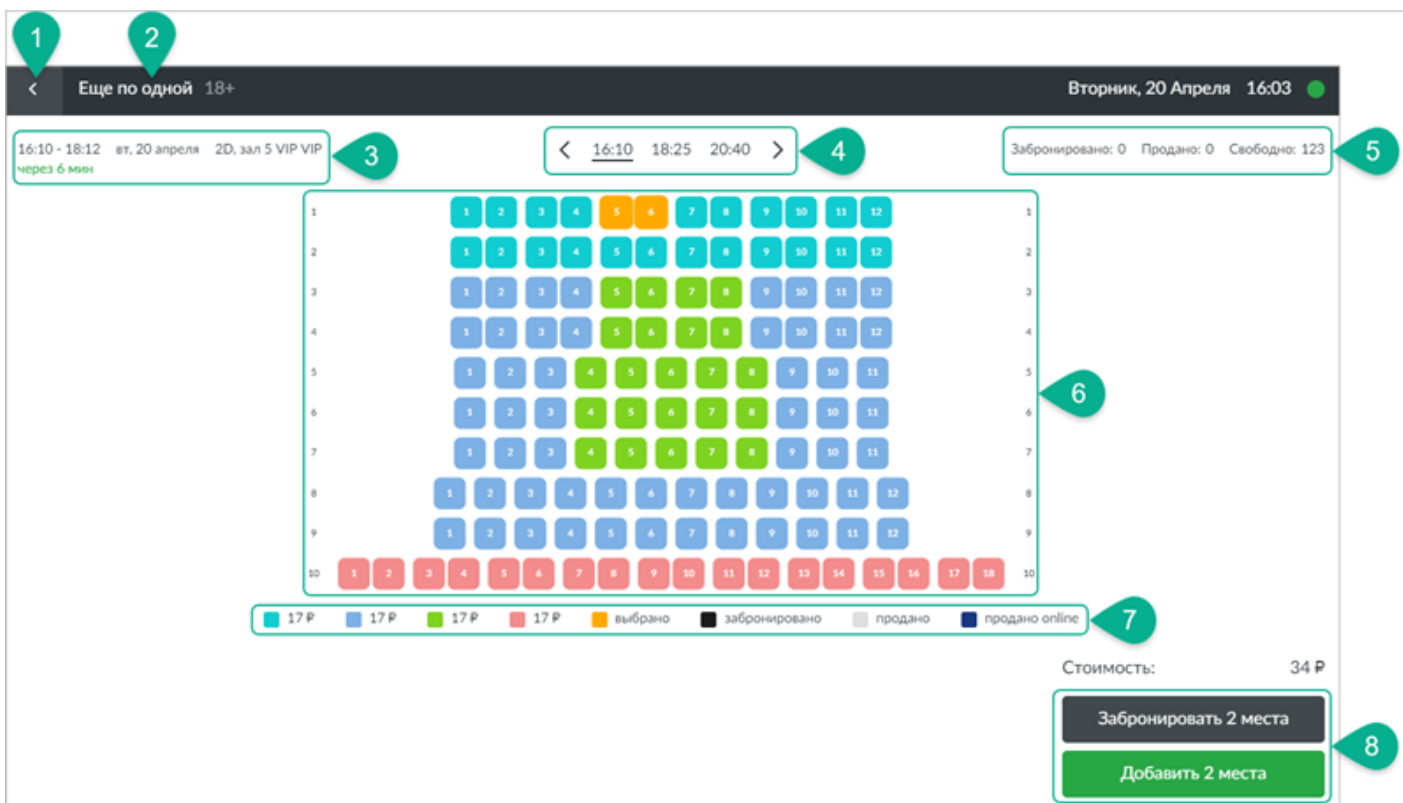 1 2
Еще по одной 18+ Вторник, 20 Апреля 16:03
16:10 - 18:12 вт, 20 апреля 2D, зал 5 VIP VIP
через 6 мин
3
16:10 18:25 20:40
4
Забронировано: 0 Продано: 0 Свободно: 123
5
1 1 2 3 4 5 6 7 8 9 10 11 12 1
2 1 2 3 4 5 6 7 8 9 10 11 12 2
3 1 2 3 4 5 6 7 8 9 10 11 12 3
4 1 2 3 4 5 6 7 8 9 10 11 12 4
5 1 2 3 4 5 6 7 8 9 10 11 5
6 1 2 3 4 5 6 7 8 9 10 11 6
6
7 1 2 3 4 5 6 7 8 9 10 11 7
8 1 2 3 4 5 6 7 8 9 10 11 12 8
9 1 2 3 4 5 6 7 8 9 10 11 12 9
10 1 2 3 4 5 6 7 8 9 10 11 12 13 14 15 16 17 18 10
17 ₽ 17 ₽ 17 ₽ 17 ₽ выбрано забронировано продано продано online
7
Стоимость: 34 ₽
Забронировать 2 места
8
Добавить 2 места